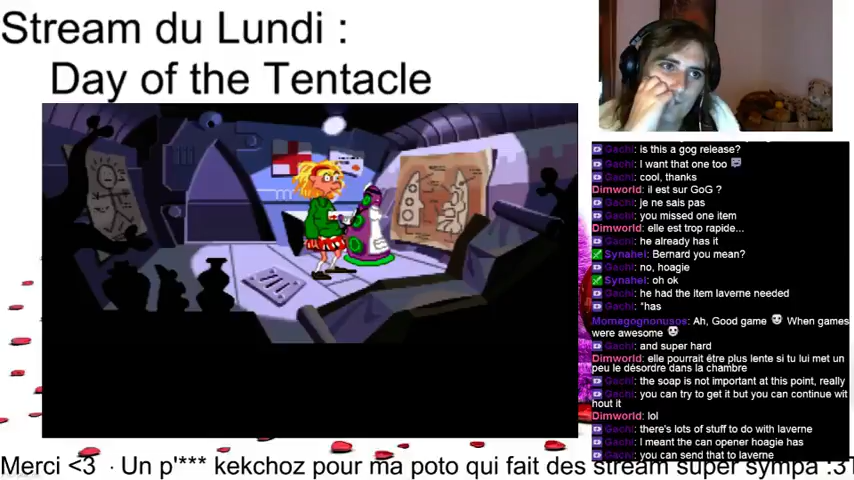 Stream du Lundi :
Day of the Tentacle
Gachi: is this a gog release?
Gachi: I want that one too
Gachi: cool, thanks
Dimworld: il est sur GoG ?
Gachi: je ne sais pas
Gachi: you missed one item
Dimworld: elle est trop rapide...
Gachi: he already has it
Synahel: Bernard you mean?
Gachi: no, hoagie
Synahel: oh ok
Gachi: he had the item laverne needed
Gachi: *has
Momagognonusos: Ah, Good game When games
were awesome
Gachi: and super hard
Dimworld: elle pourrait être plus lente si tu lui met un
peu le désordre dans la chambre
Gachi: the soap is not important at this point, really
Gachi: you can try to get it but you can continue wit
hout it
Dimworld: lol
Gachi: there's lots of stuff to do with laverne
Gachi: I meant the can opener hoagie has
Gachi: you can send that to laverne
Merci <3 · Un p'*** kekchoz pour ma poto qui fait des stream super sympa :3